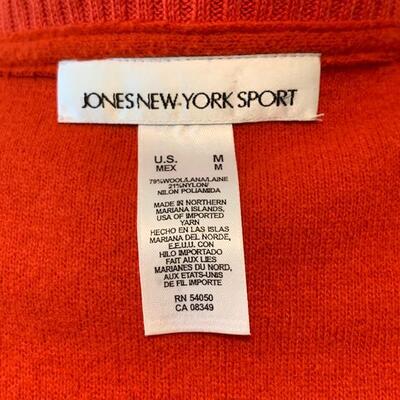 JONES NEW·YORK SPORT
U.S. M
MEX M
79%WOOL/LANA/LAINE
21%NYLON/
NILON POLIAMIDA
MADE IN NORTHERN
MARIANA ISLANDS,
USA OF IMPORTED
YARN
HECHO EN LAS ISLAS
MARIANA DEL NORDE,
E.E.U.U. CON
HILO IMPORTADO
FAIT AUX LIES
MARIANES DU NORD,
AUX ETATS-UNIS
DE FIL IMPORTE
RN 54050
CA 08349